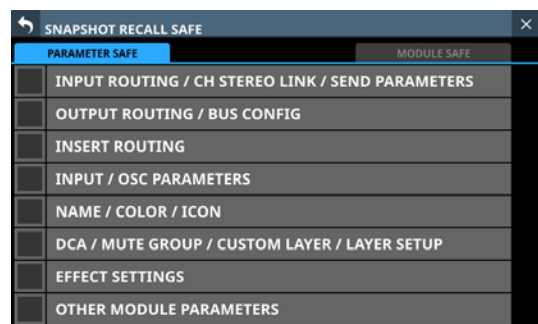 SNAPSHOT RECALL SAFE
PARAMETER SAFE
MODULE SAFE
INPUT ROUTING / CH STEREO LINK / SEND PARAMETERS
OUTPUT ROUTING / BUS CONFIG
INSERT ROUTING
INPUT / OSC PARAMETERS
NAME / COLOR / ICON
DCA / MUTE GROUP / CUSTOM LAYER / LAYER SETUP
EFFECT SETTINGS
OTHER MODULE PARAMETERS